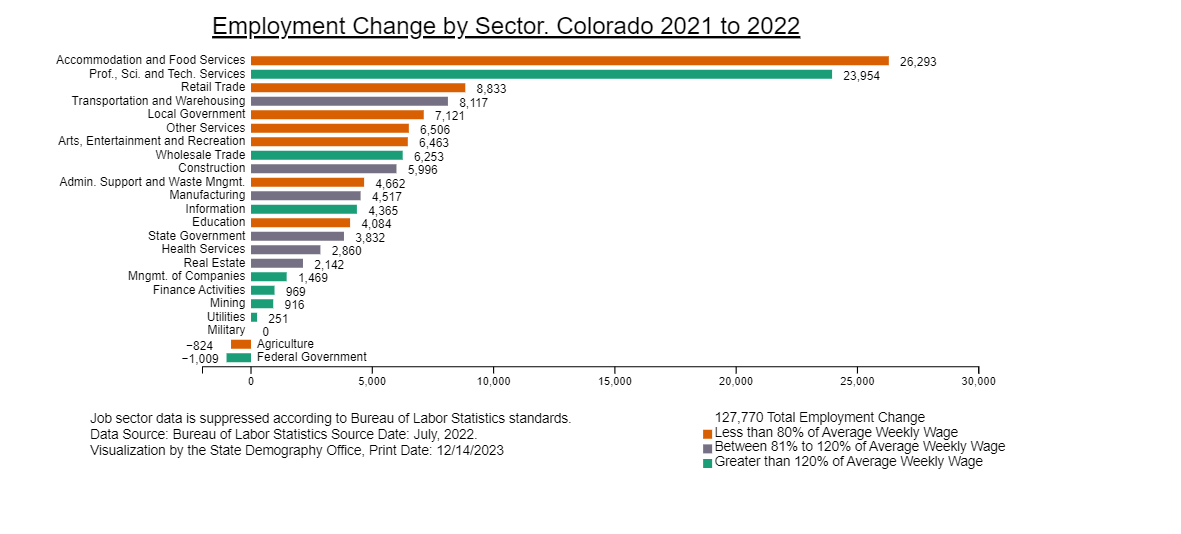 Employment Change by Sector. Colorado 2021 to 2022
Accommodation and Food Services 26,293
Prof., Sci. and Tech. Services 23,954
Retail Trade 8,833
Transportation and Warehousing 8,117
Local Government 7,121
Other Services 6,506
Arts, Entertainment and Recreation 6,463
Wholesale Trade 6,253
Construction 5,996
Admin. Support and Waste Mngmt. 4,662
Manufacturing 4,517
Information 4,365
Education 4,084
State Government 3,832
Health Services 2,860
Real Estate 2,142
Mngmt. of Companies 1,469
Finance Activities 969
Mining 916
Utilities 251
Military 0
−824 Agriculture
−1,009 Federal Government
0 5,000 10,000 15,000 20,000 25,000 30,000
Job sector data is suppressed according to Bureau of Labor Statistics standards.
Data Source: Bureau of Labor Statistics Source Date: July, 2022.
Visualization by the State Demography Office, Print Date: 12/14/2023
127,770 Total Employment Change
Less than 80% of Average Weekly Wage
Between 81% to 120% of Average Weekly Wage
Greater than 120% of Average Weekly Wage